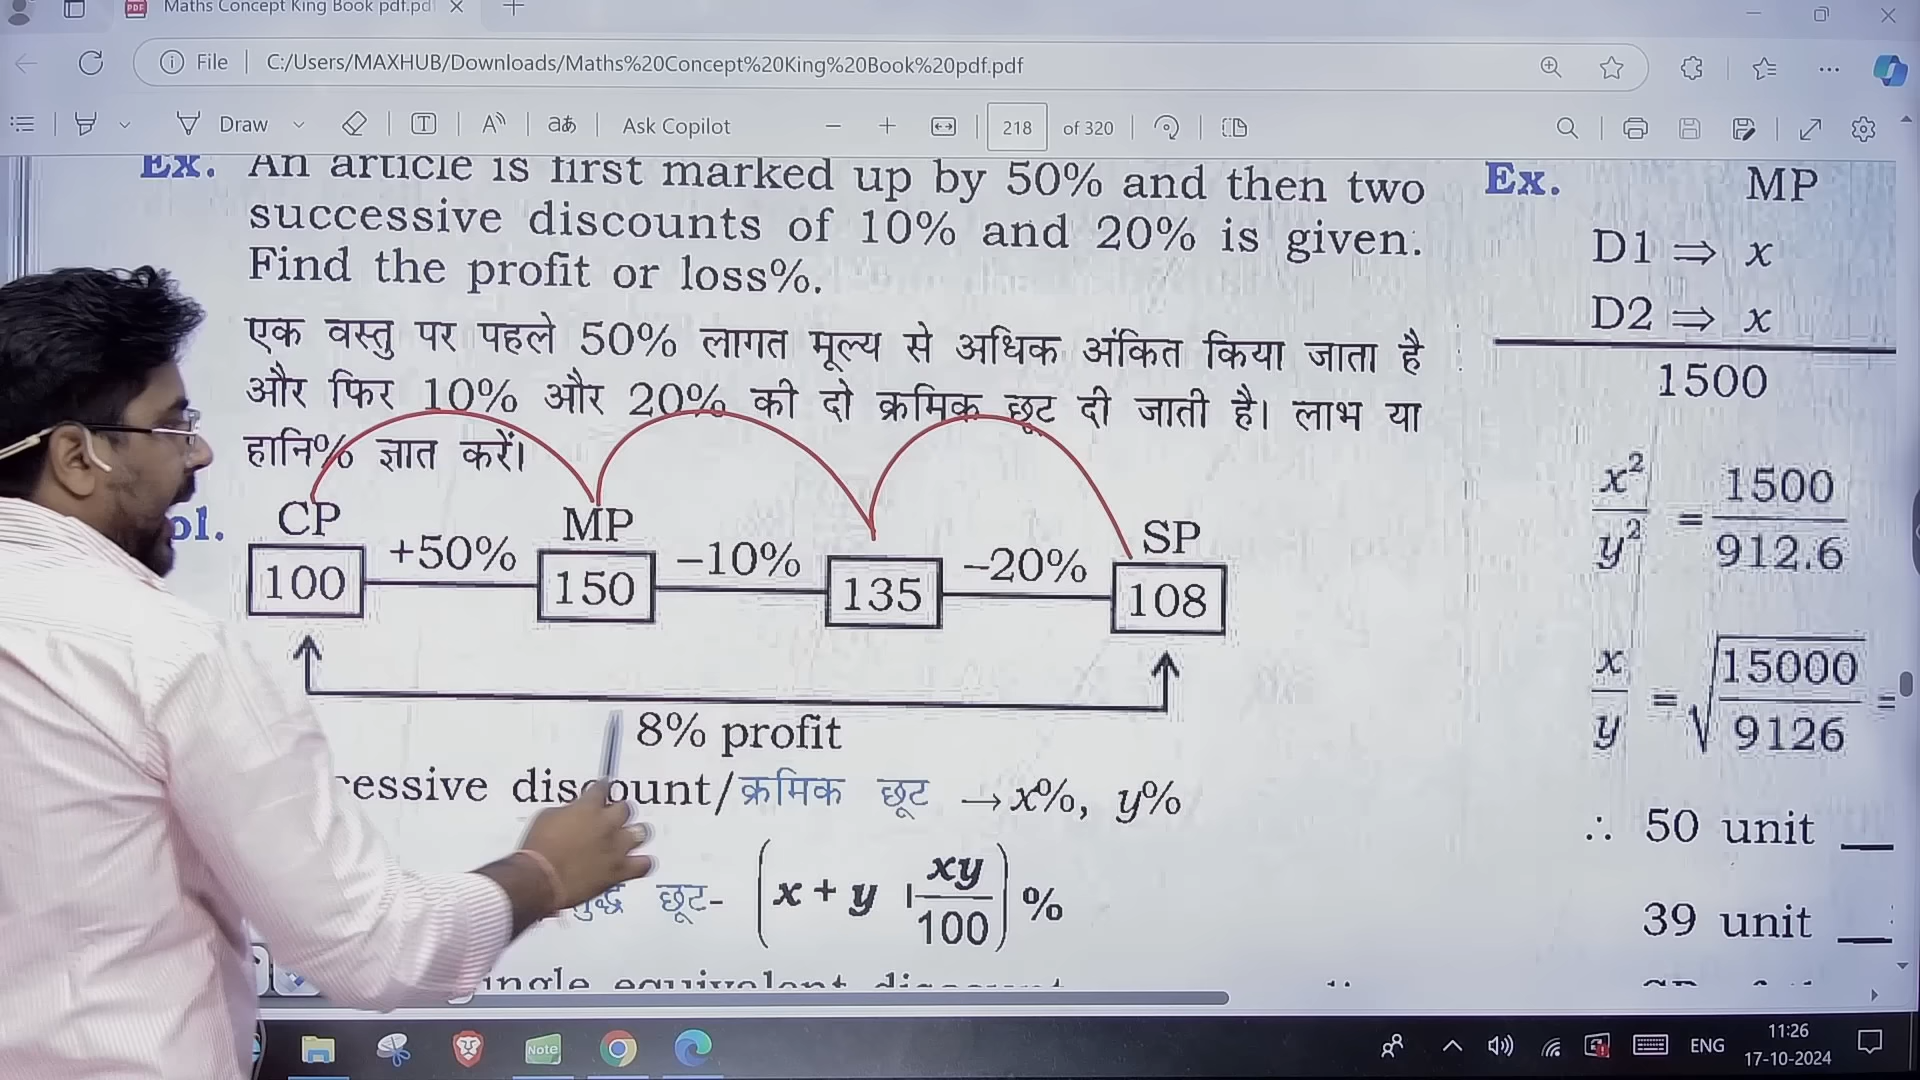 Maths Concept King Book pdf.pd
File
C:/Users/MAXHUB/Downloads/Maths%20Concept%20King%20Book%20pdf.pdf
Draw
T
A
aあ
Ask Copilot
218 of 320
Ex. An article is first marked up by 50% and then two
successive discounts of 10% and 20% is given.
Find the profit or loss%.
एक वस्तु पर पहले 50% लागत मूल्य से अधिक अंकित किया जाता है
और फिर 10% और 20% की दो क्रमिक छूट दी जाती है। लाभ या
हानि% ज्ञात करें।
ol.
CP MP SP
100 +50% 150 –10% 135 –20% 108
8% profit
cessive discount/क्रमिक छूट → x%, y%
छूट- (x + y xy/100) %
Ex. MP
D1 ⇒ x
D2 ⇒ x
1500
x²/y² = 1500/912.6
x/y = √15000/9126 =
∴ 50 unit
39 unit
Note
ENG
11:26
17-10-2024